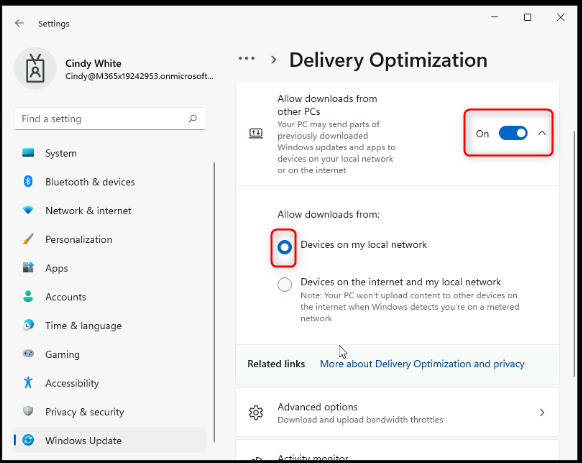 Settings
Cindy White
Cindy@M365x19242953.onmicrosoft...
Find a setting
System
Bluetooth & devices
Network & internet
Personalization
Apps
Accounts
Time & language
Gaming
Accessibility
Privacy & security
Windows Update
... > Delivery Optimization
Allow downloads from
other PCs
Your PC may send parts of
previously downloaded
Windows updates and apps to
devices on your local network
or on the internet
On
Allow downloads from:
Devices on my local network
Devices on the internet and my local network
Note: Your PC won't upload content to other devices on
the internet when Windows detects you're on a metered
network
Related links More about Delivery Optimization and privacy
Advanced options
Download and upload bandwidth throttles
Activity monitor